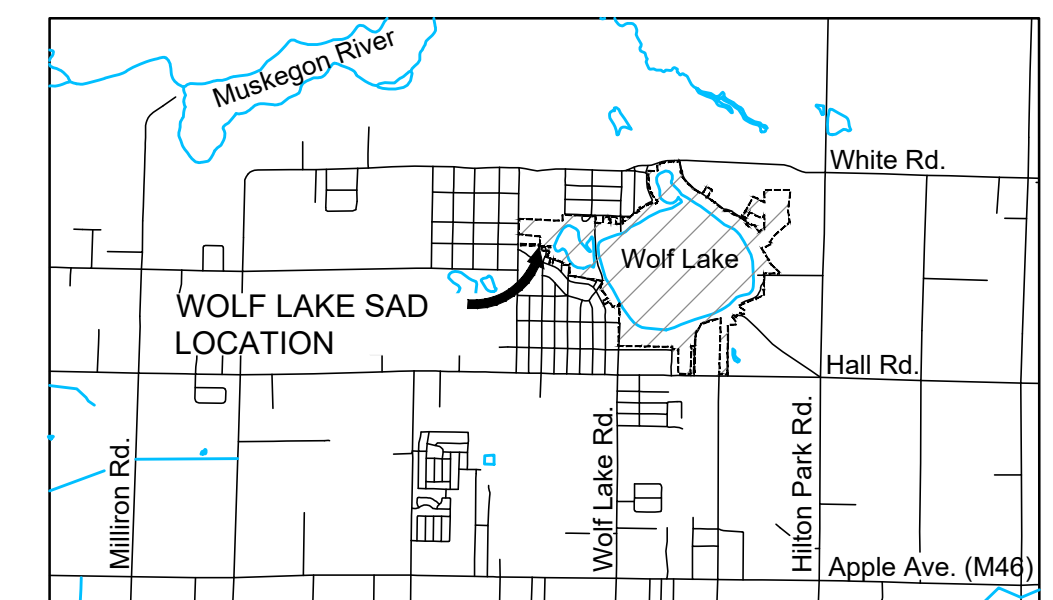 Muskegon River
White Rd.
Wolf Lake
WOLF LAKE SAD
LOCATION
Hall Rd.
Milliron Rd.
Wolf Lake Rd.
Hilton Park Rd.
Apple Ave. (M46)